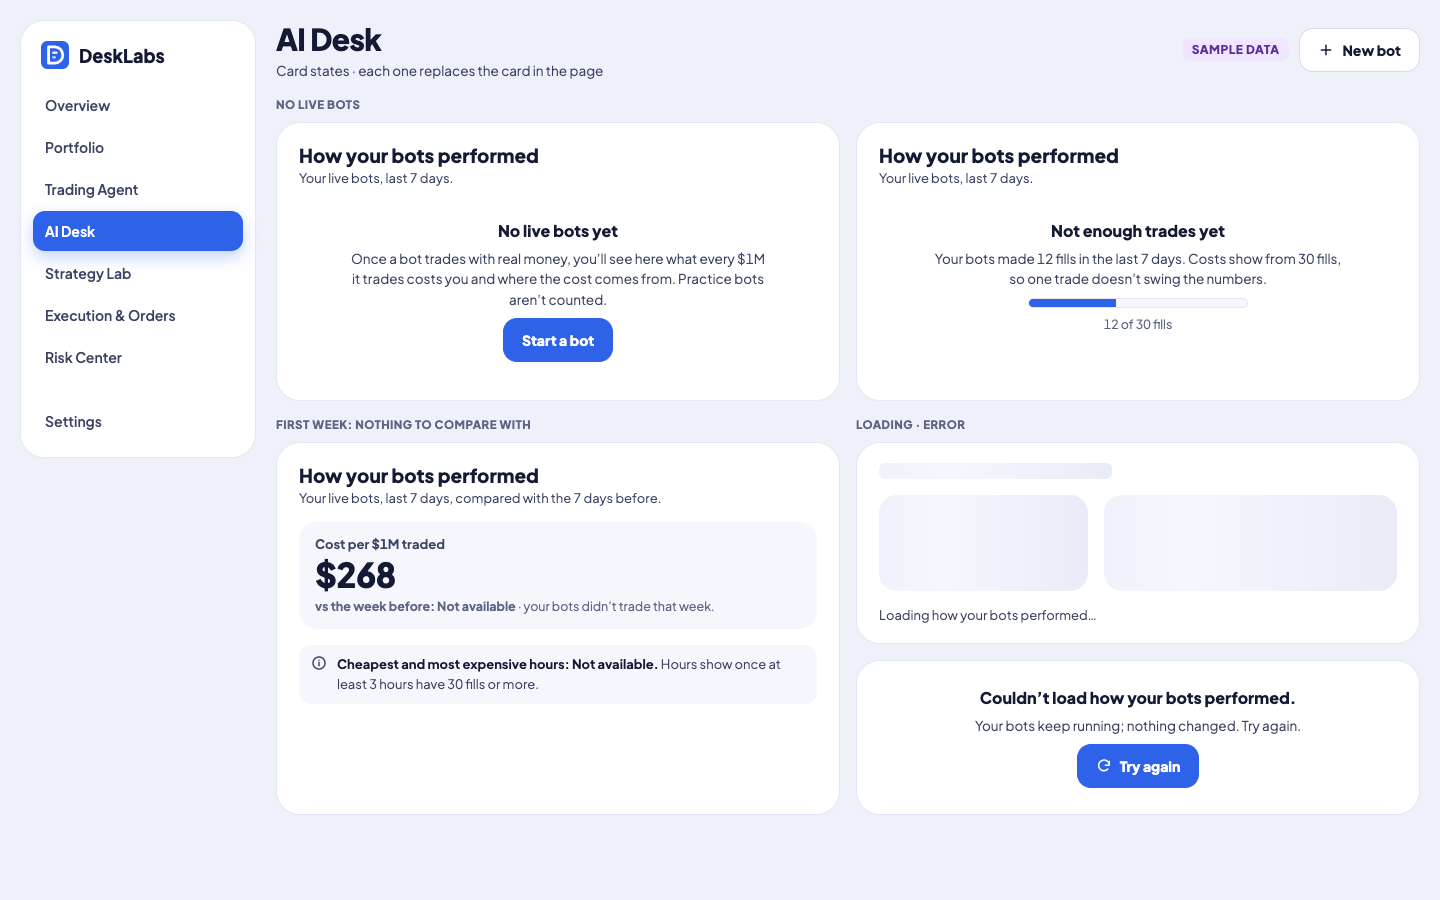 DeskLabs
Overview
Portfolio
Trading Agent
AI Desk
Strategy Lab
Execution & Orders
Risk Center
Settings
AI Desk
Card states · each one replaces the card in the page
SAMPLE DATA
New bot
NO LIVE BOTS
How your bots performed
Your live bots, last 7 days.
No live bots yet
Once a bot trades with real money, you’ll see here what every $1M
it trades costs you and where the cost comes from. Practice bots
aren’t counted.
Start a bot
How your bots performed
Your live bots, last 7 days.
Not enough trades yet
Your bots made 12 fills in the last 7 days. Costs show from 30 fills,
so one trade doesn’t swing the numbers.
12 of 30 fills
FIRST WEEK: NOTHING TO COMPARE WITH
How your bots performed
Your live bots, last 7 days, compared with the 7 days before.
Cost per $1M traded
$268
vs the week before: Not available · your bots didn’t trade that week.
Cheapest and most expensive hours: Not available. Hours show once at
least 3 hours have 30 fills or more.
LOADING · ERROR
Loading how your bots performed…
Couldn’t load how your bots performed.
Your bots keep running; nothing changed. Try again.
Try again